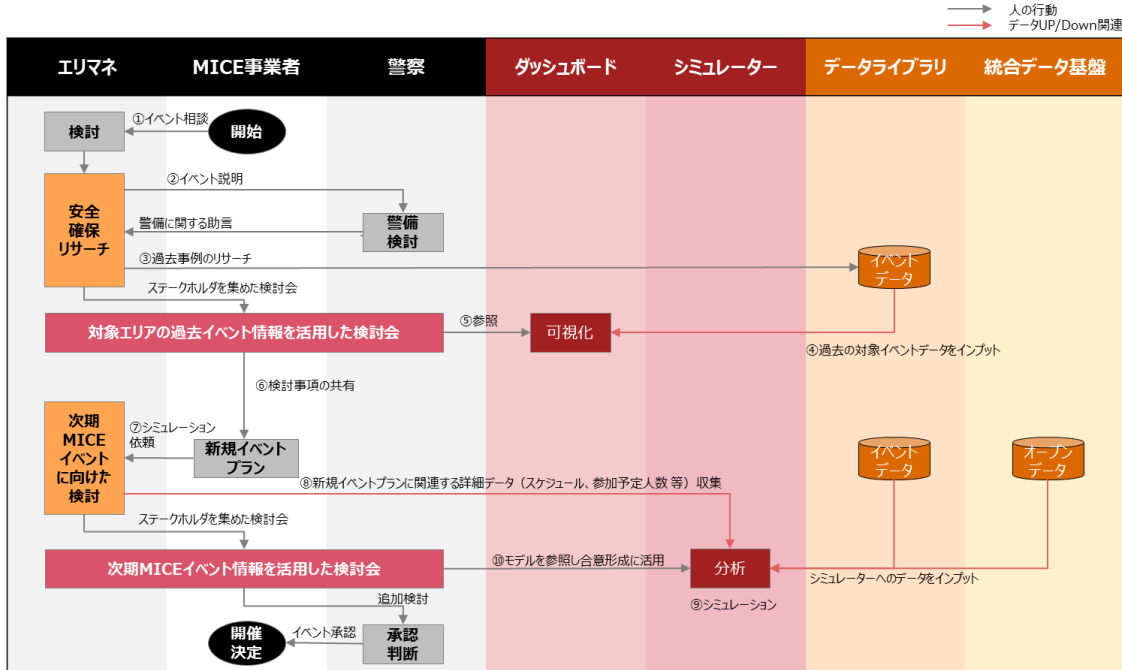 人の行動
データUP/Down関連
エリマネ
MICE事業者
警察
ダッシュボード
シミュレーター
データライブラリ
統合データ基盤
検討
①イベント相談
開始
②イベント説明
安全
確保
リサーチ
警備に関する助言
警備
検討
③過去事例のリサーチ
イベント
データ
ステークホルダを集めた検討会
対象エリアの過去イベント情報を活用した検討会
⑤参照
可視化
④過去の対象イベントデータをインプット
⑥検討事項の共有
次期
MICE
イベント
に向けた
検討
⑦シミュレーション
依頼
新規イベント
プラン
イベント
データ
オープン
データ
⑧新規イベントプランに関連する詳細データ（スケジュール、参加予定人数 等）収集
ステークホルダを集めた検討会
次期MICEイベント情報を活用した検討会
⑩モデルを参照し合意形成に活用
分析
シミュレーターへのデータをインプット
⑨シミュレーション
追加検討
開催
決定
イベント承認
承認
判断